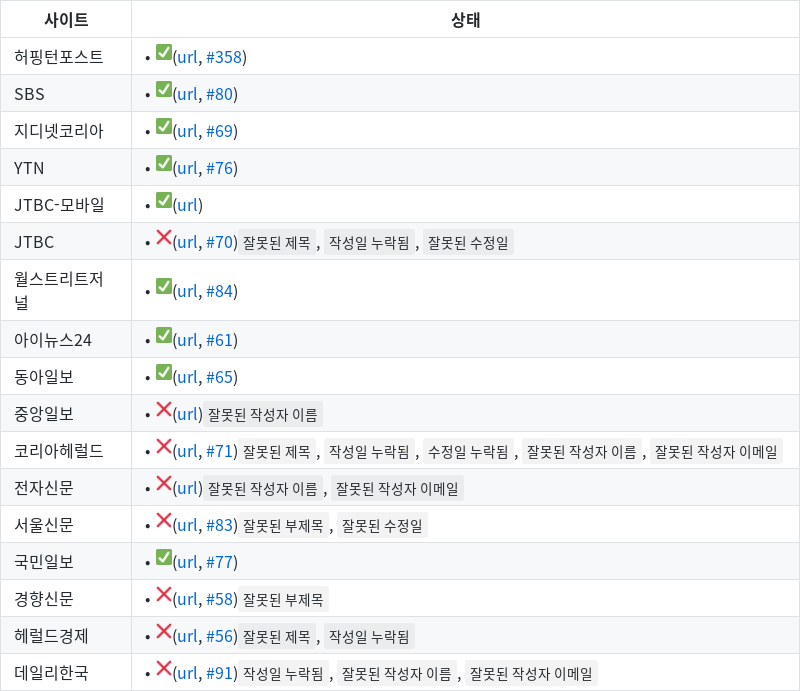 사이트 상태
허핑턴포스트 • ✅(url, #358)
SBS • ✅(url, #80)
지디넷코리아 • ✅(url, #69)
YTN • ✅(url, #76)
JTBC-모바일 • ✅(url)
JTBC • ❌(url, #70) 잘못된 제목 , 작성일 누락됨 , 잘못된 수정일
월스트리트저
널 • ✅(url, #84)
아이뉴스24 • ✅(url, #61)
동아일보 • ✅(url, #65)
중앙일보 • ❌(url) 잘못된 작성자 이름
코리아헤럴드 • ❌(url, #71) 잘못된 제목 , 작성일 누락됨 , 수정일 누락됨 , 잘못된 작성자 이름 , 잘못된 작성자 이메일
전자신문 • ❌(url) 잘못된 작성자 이름 , 잘못된 작성자 이메일
서울신문 • ❌(url, #83) 잘못된 부제목 , 잘못된 수정일
국민일보 • ✅(url, #77)
경향신문 • ❌(url, #58) 잘못된 부제목
헤럴드경제 • ❌(url, #56) 잘못된 제목 , 작성일 누락됨
데일리한국 • ❌(url, #91) 작성일 누락됨 , 잘못된 작성자 이름 , 잘못된 작성자 이메일